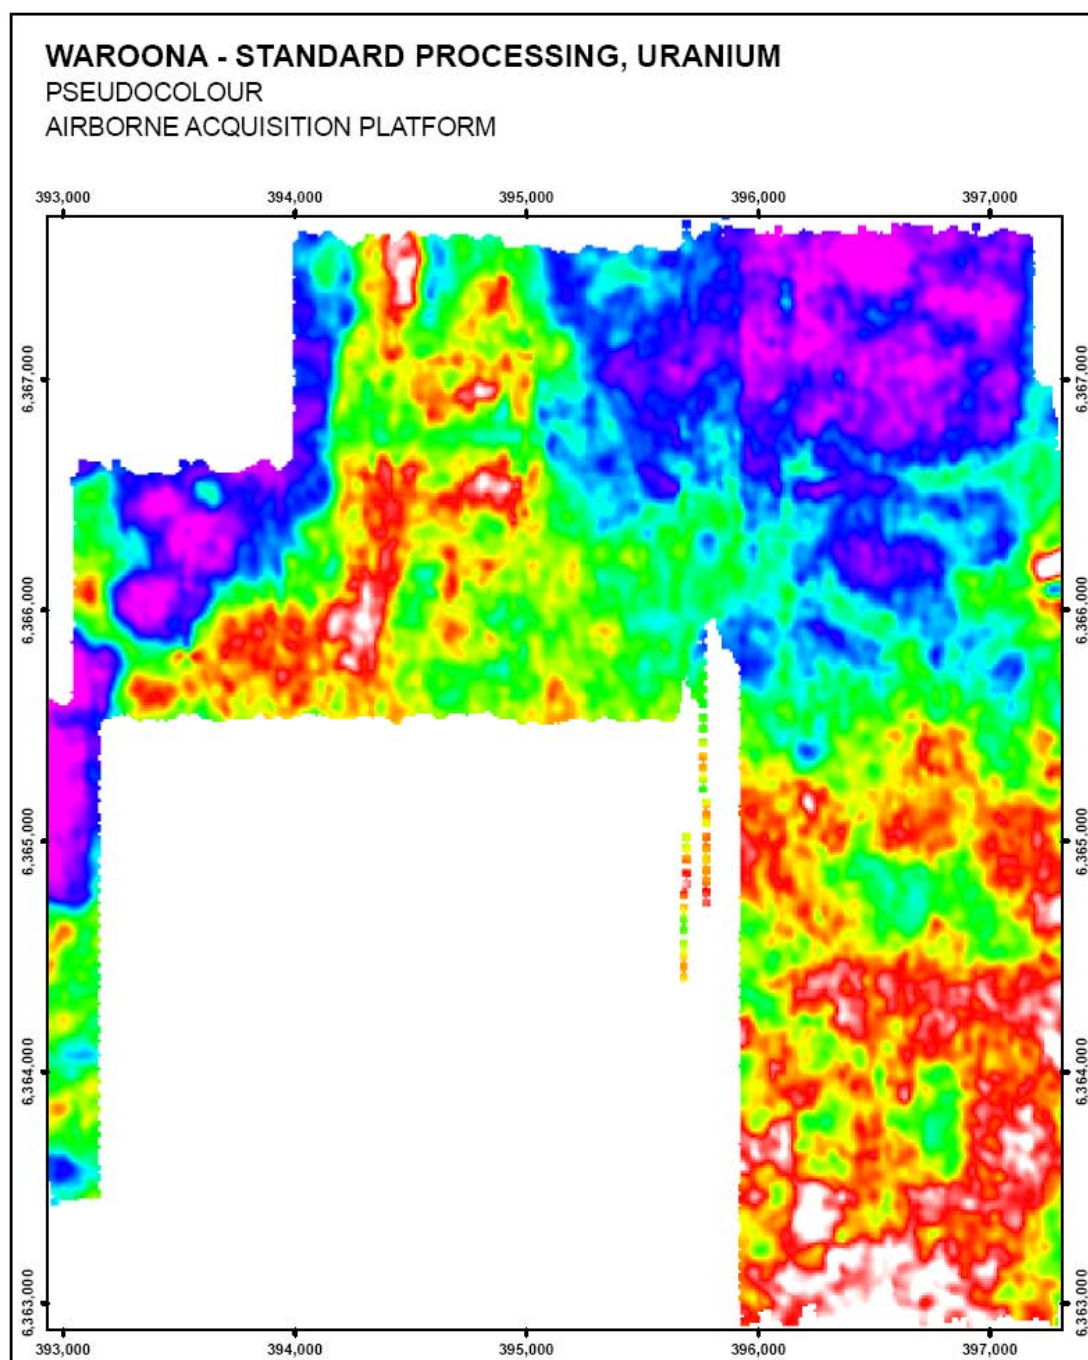 WAROONA - STANDARD PROCESSING, URANIUM
PSEUDOCOLOUR
AIRBORNE ACQUISITION PLATFORM
393,000 394,000 395,000 396,000 397,000
6,367,000 6,367,000
6,366,000 6,366,000
6,365,000 6,365,000
6,364,000 6,364,000
6,363,000 6,363,000
393,000 394,000 395,000 396,000 397,000